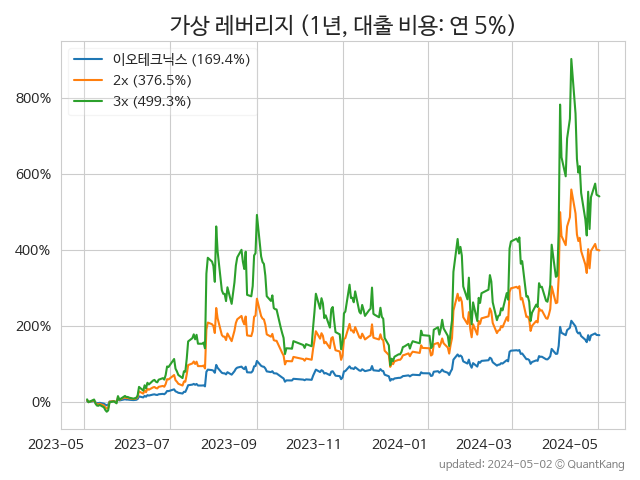 가상 레버리지 (1년, 대출 비용: 연 5%)
이오테크닉스 (169.4%)
2x (376.5%)
3x (499.3%)
800%
600%
400%
200%
0%
2023-05 2023-07 2023-09 2023-11 2024-01 2024-03 2024-05
updated: 2024-05-02 © QuantKang